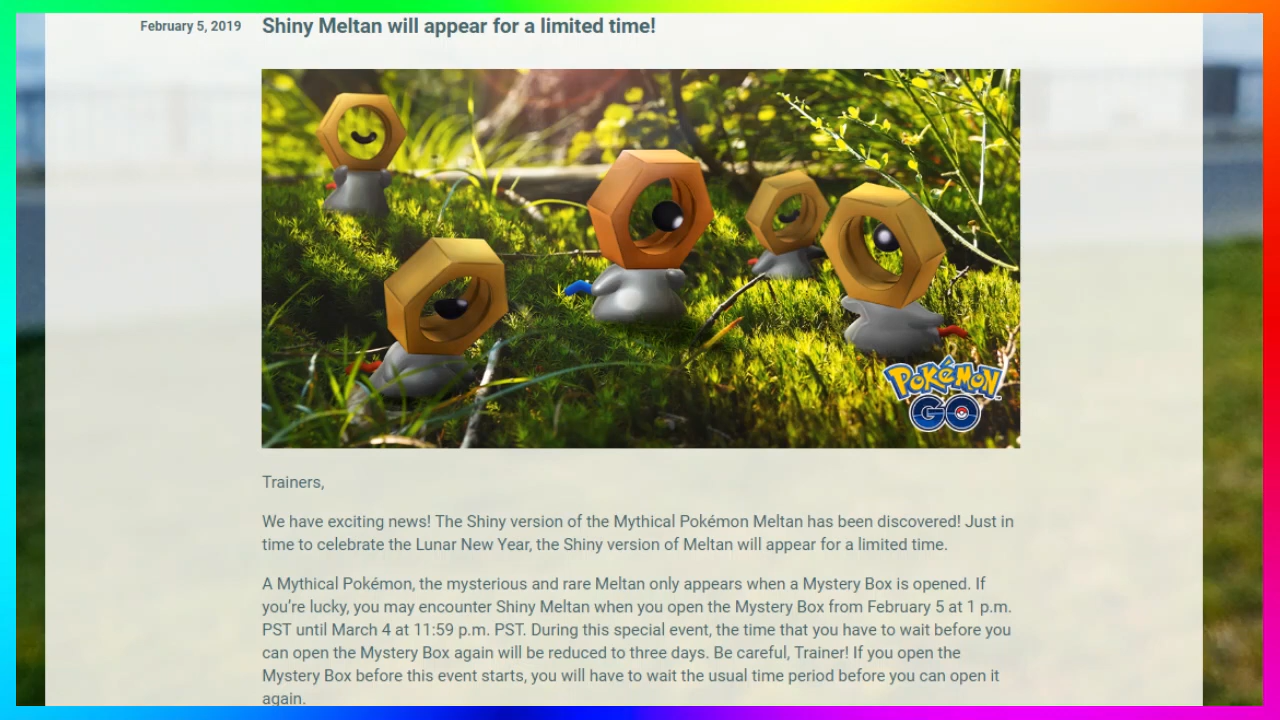 February 5, 2019
Shiny Meltan will appear for a limited time!
POKéMON
GO
Trainers,
We have exciting news! The Shiny version of the Mythical Pokémon Meltan has been discovered! Just in
time to celebrate the Lunar New Year, the Shiny version of Meltan will appear for a limited time.
A Mythical Pokémon, the mysterious and rare Meltan only appears when a Mystery Box is opened. If
you’re lucky, you may encounter Shiny Meltan when you open the Mystery Box from February 5 at 1 p.m.
PST until March 4 at 11:59 p.m. PST. During this special event, the time that you have to wait before you
can open the Mystery Box again will be reduced to three days. Be careful, Trainer! If you open the
Mystery Box before this event starts, you will have to wait the usual time period before you can open it
again.